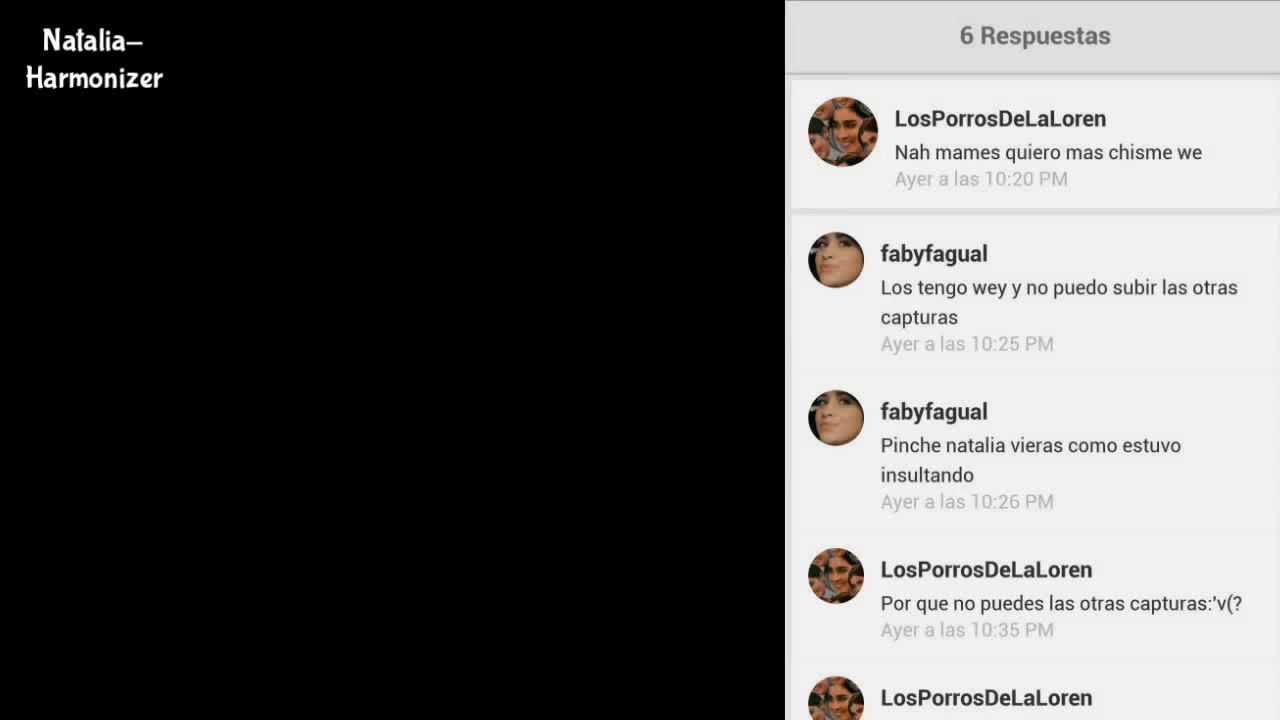 Natalia-
Harmonizer
6 Respuestas
LosPorrosDeLaLoren
Nah mames quiero mas chisme we
Ayer a las 10:20 PM
fabyfagual
Los tengo wey y no puedo subir las otras
capturas
Ayer a las 10:25 PM
fabyfagual
Pinche natalia vieras como estuvo
insultando
Ayer a las 10:26 PM
LosPorrosDeLaLoren
Por que no puedes las otras capturas:'v(?
Ayer a las 10:35 PM
LosPorrosDeLaLoren